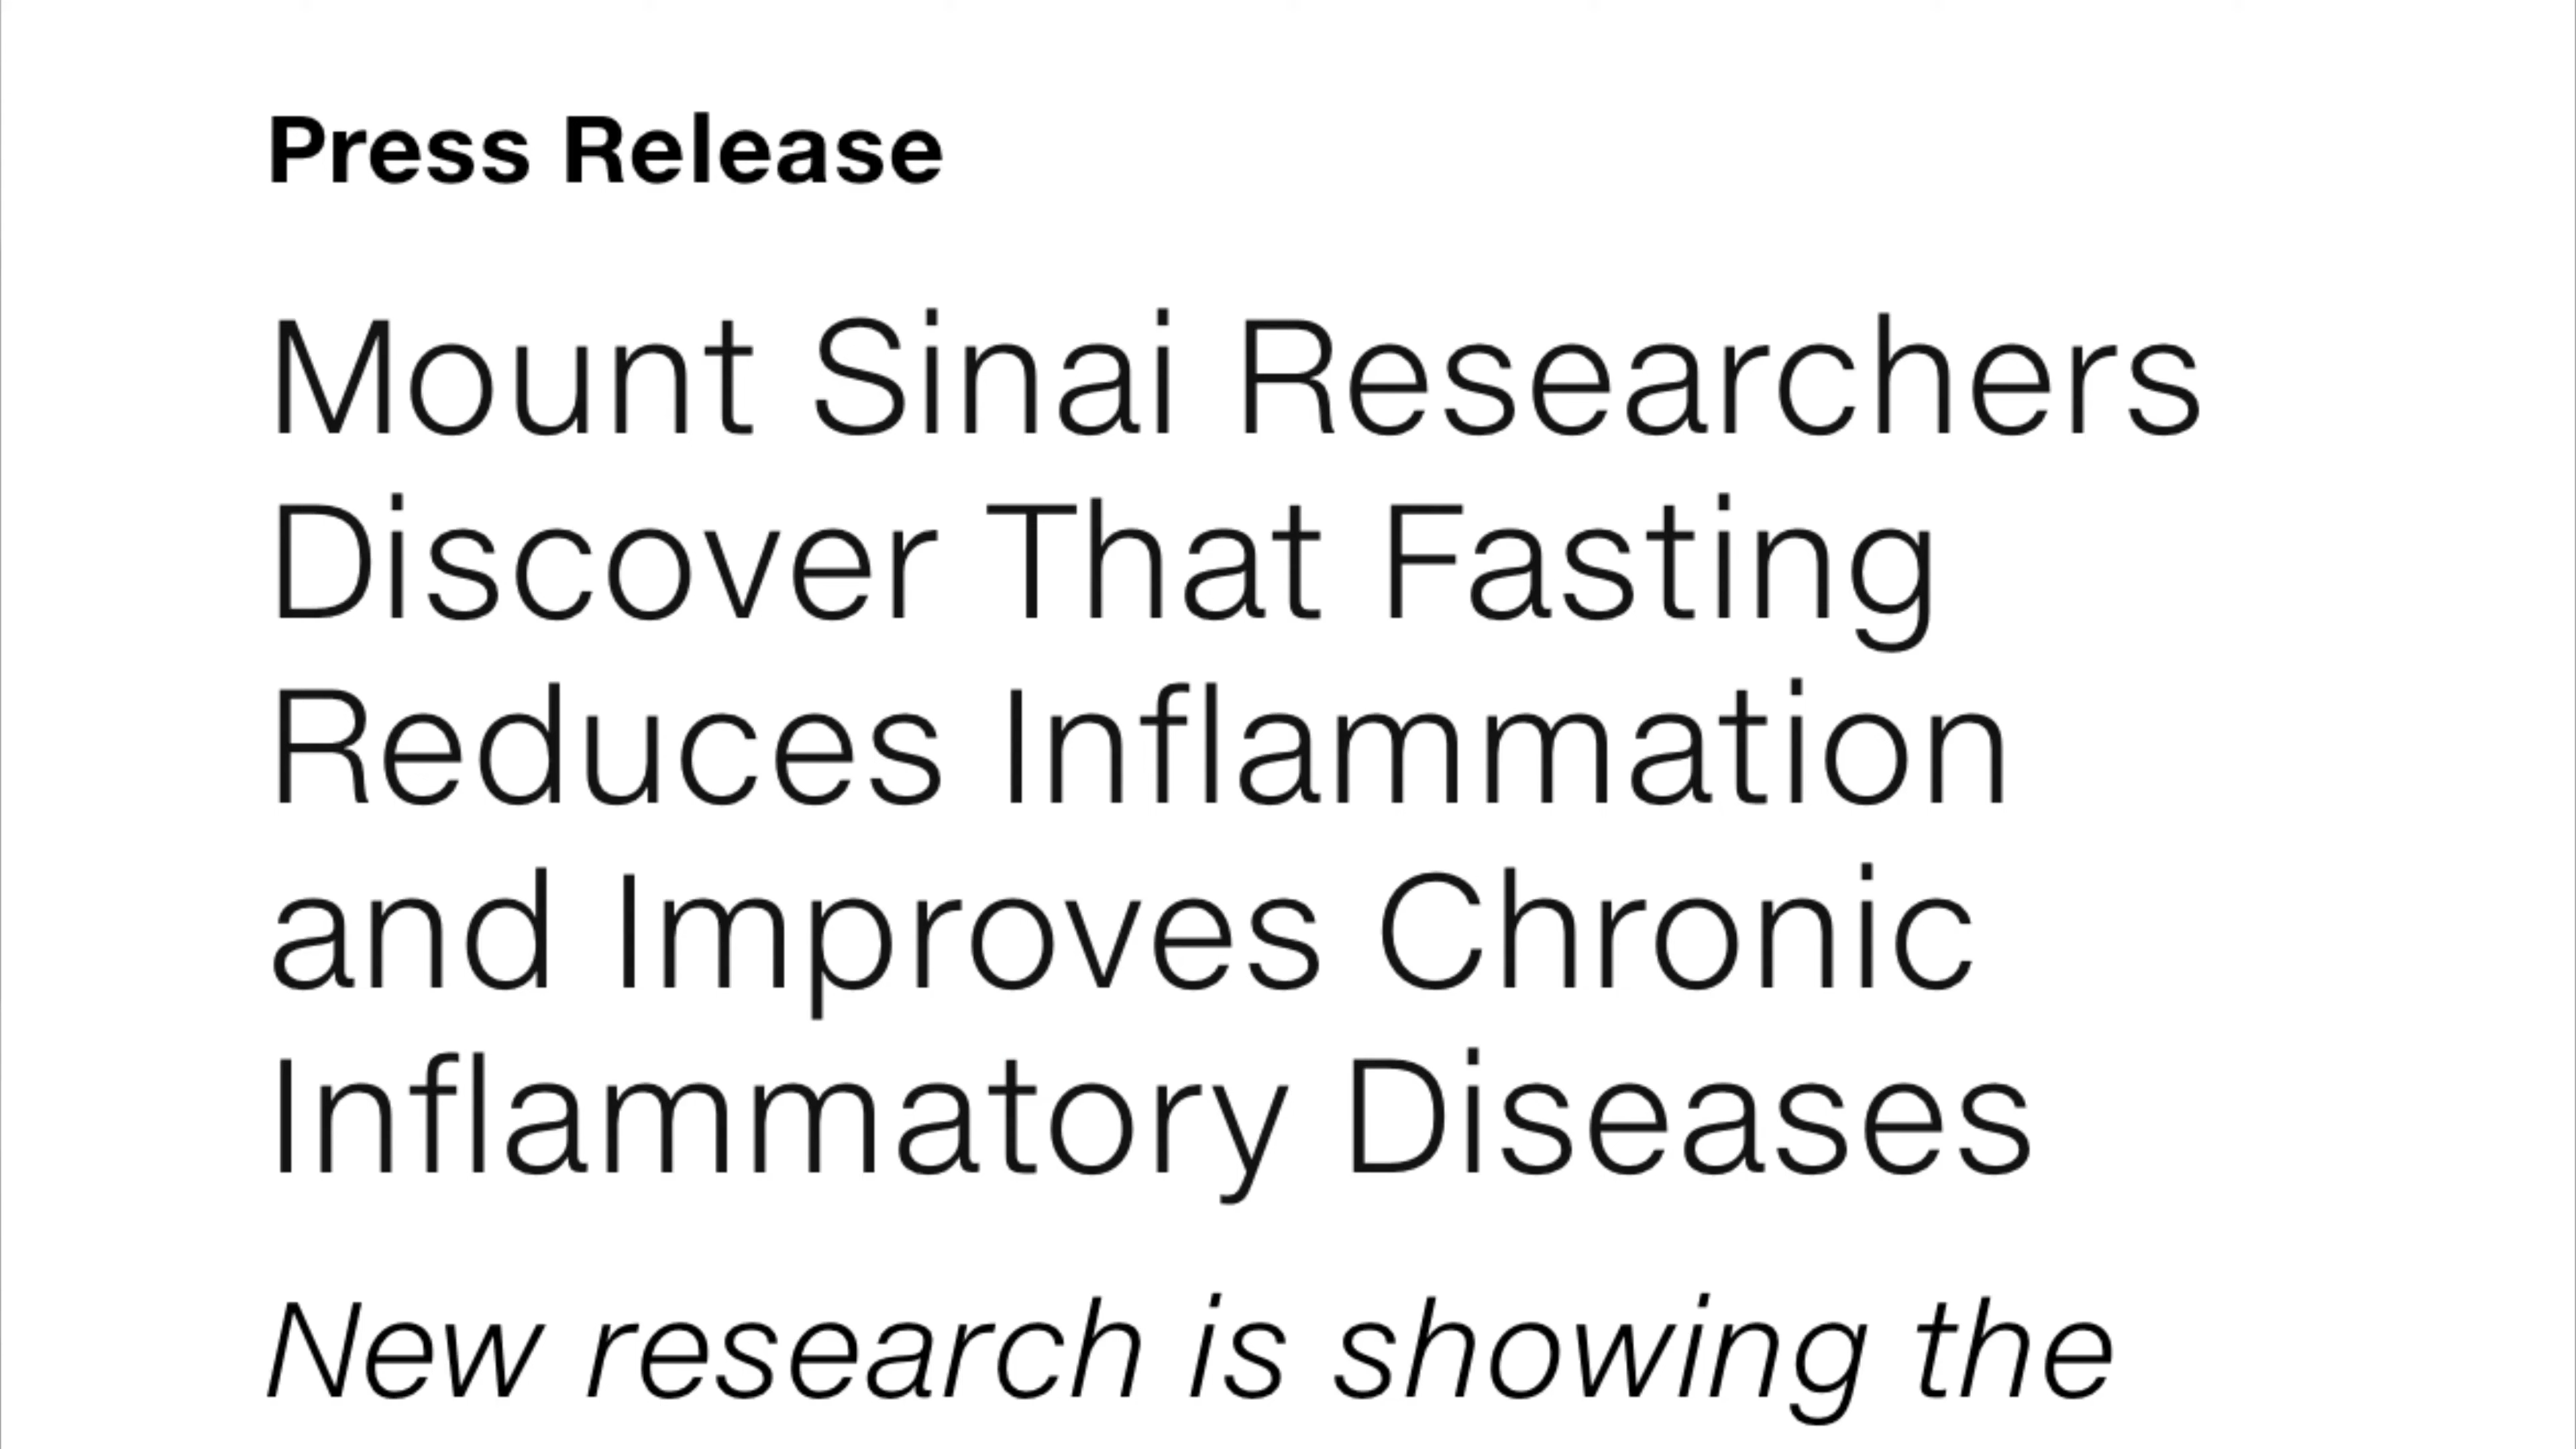 Press Release
Mount Sinai Researchers
Discover That Fasting
Reduces Inflammation
and Improves Chronic
Inflammatory Diseases
New research is showing the